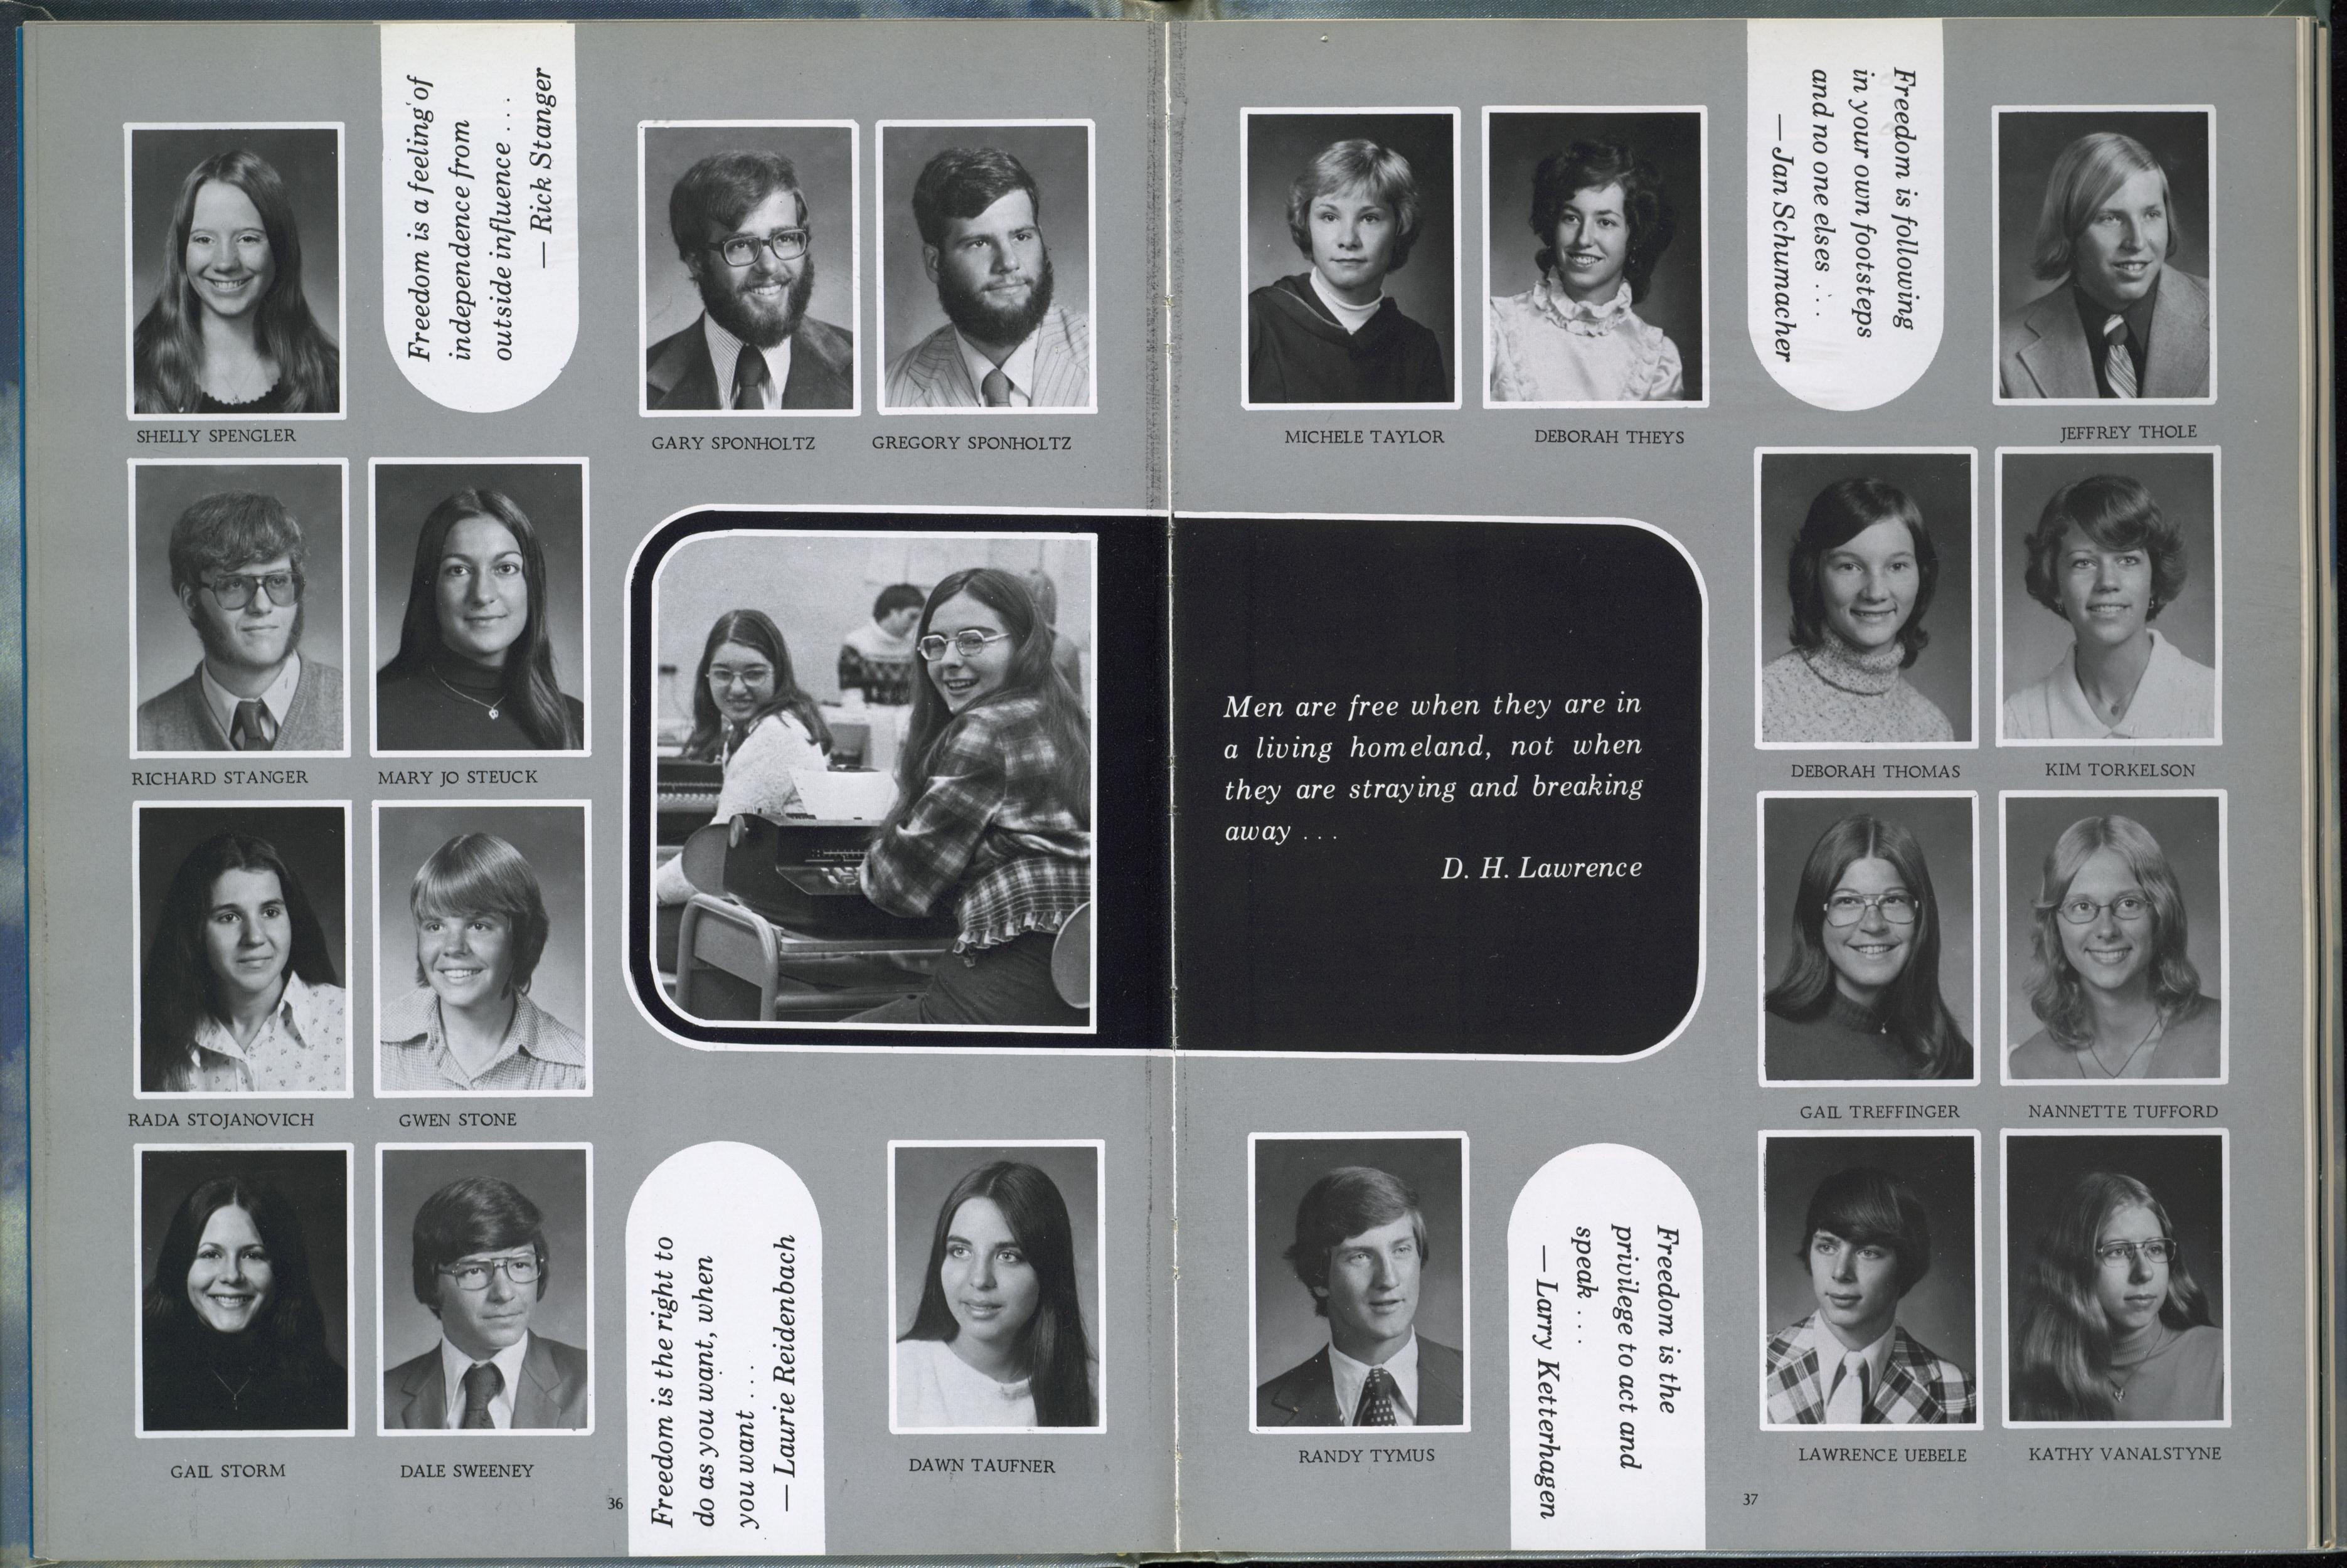 Freedom is a feeling of
independence from
outside influence . . .
— Rick Stanger
SHELLY SPENGLER
GARY SPONHOLTZ
GREGORY SPONHOLTZ
RICHARD STANGER
MARY JO STEUCK
RADA STOJANOVICH
GWEN STONE
GAIL STORM
DALE SWEENEY
Freedom is the right to
do as you want, when
you want . . .
— Laurie Reidenbach
DAWN TAUFNER
36
MICHELE TAYLOR
DEBORAH THEYS
Freedom is following
in your own footsteps
and no one elses . . .
— Jan Schumacher
JEFFREY THOLE
DEBORAH THOMAS
KIM TORKELSON
Men are free when they are in
a living homeland, not when
they are straying and breaking
away . . .
D. H. Lawrence
GAIL TREFFINGER
NANNETTE TUFFORD
RANDY TYMUS
Freedom is the
privilege to act and
speak . . .
— Larry Ketterhagen
LAWRENCE UEBELE
KATHY VANALSTYNE
37